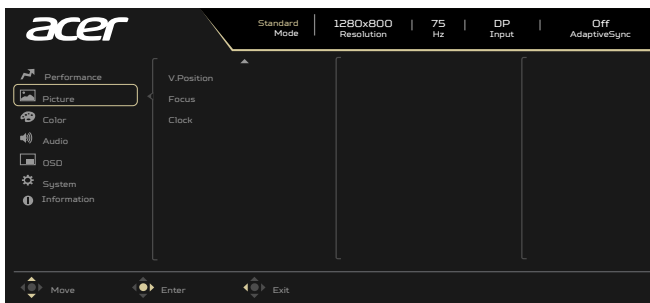 acer
Standard Mode
1280x800 Resolution
75 Hz
DP Input
Off AdaptiveSync
Performance
Picture
Color
Audio
OSD
System
Information
V.Position
Focus
Clock
Move
Enter
Exit